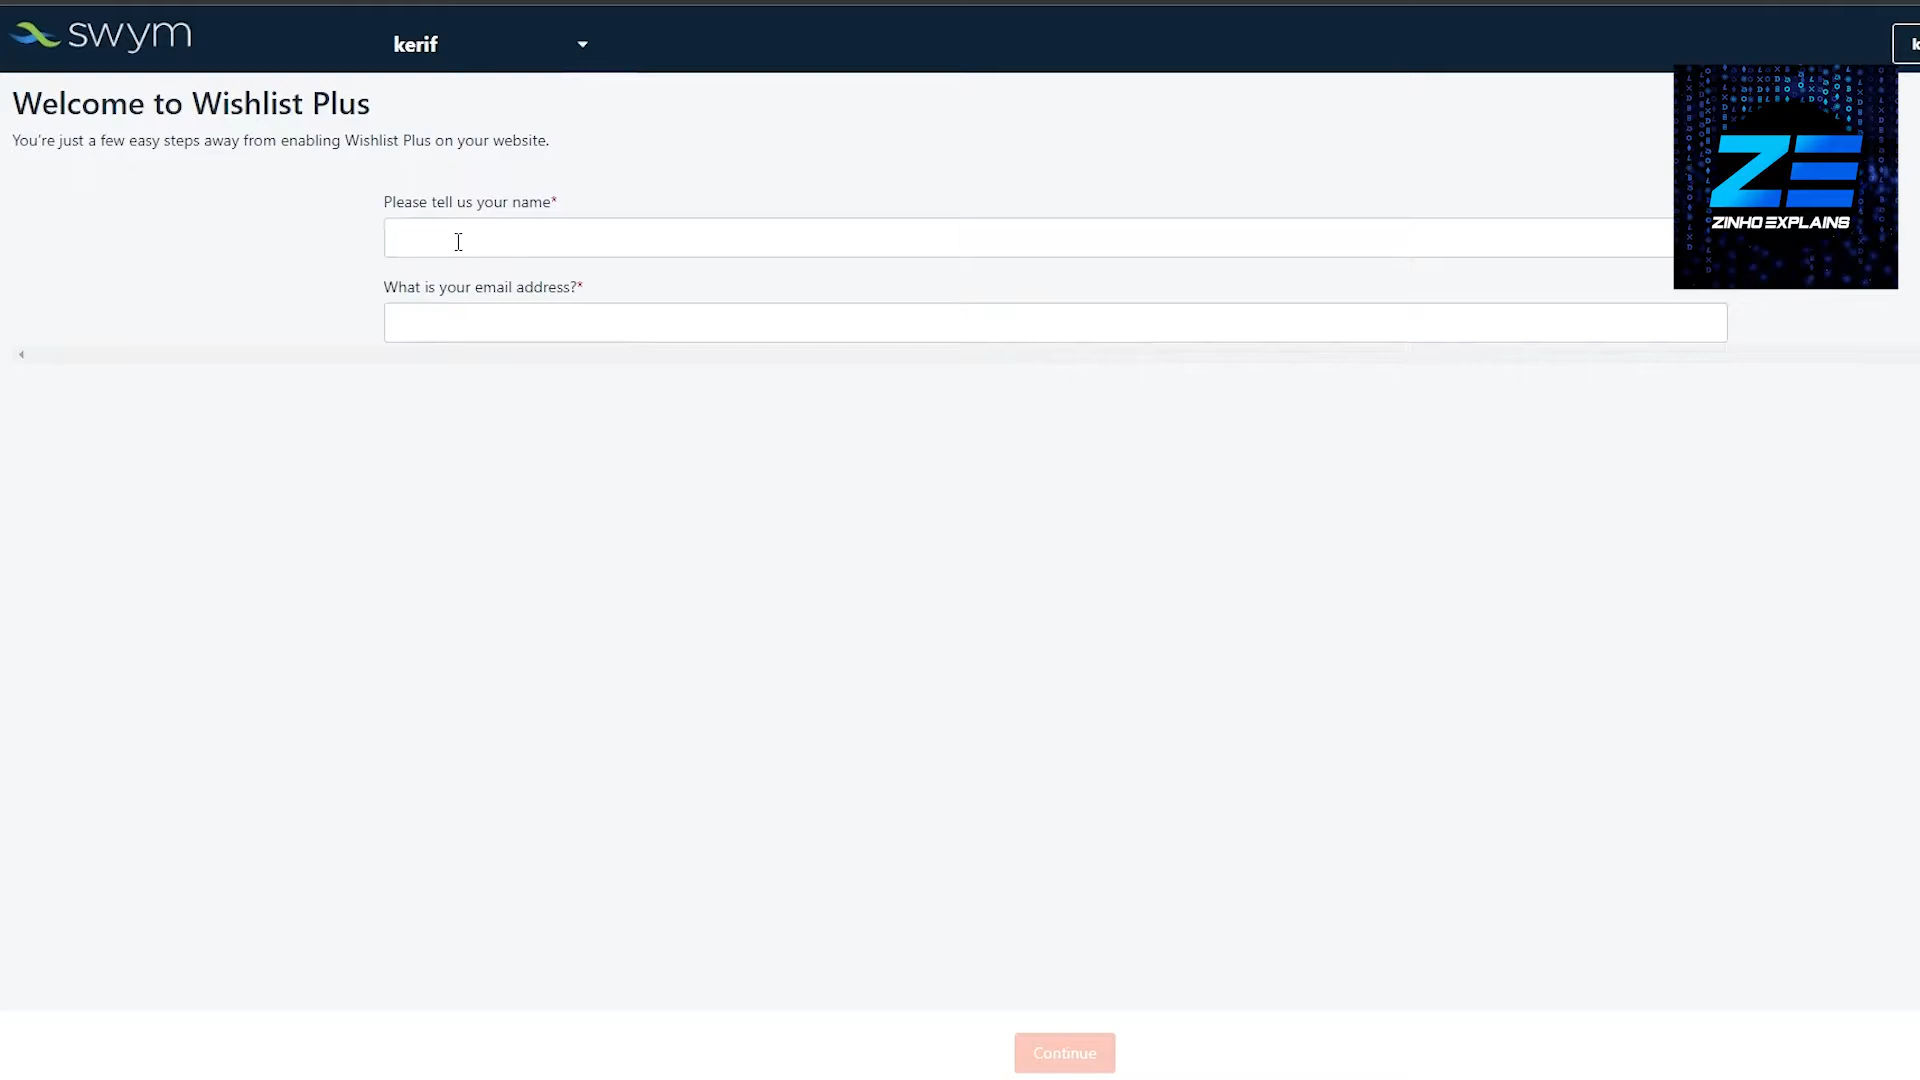 swym
kerif
k
Welcome to Wishlist Plus
You're just a few easy steps away from enabling Wishlist Plus on your website.
Please tell us your name*
What is your email address?*
ZE
ZINHO EXPLAINS
Continue